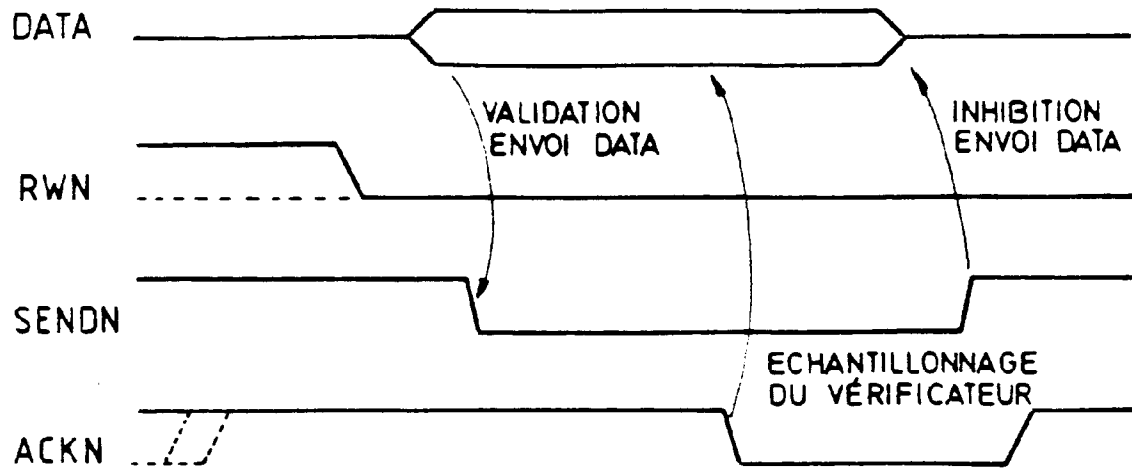 DATA
VALIDATION
ENVOI DATA
INHIBITION
ENVOI DATA
RWN
SENDN
ECHANTILLONNAGE
DU VÉRIFICATEUR
ACKN